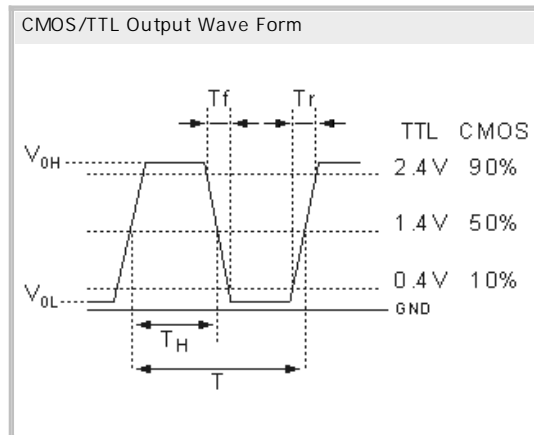 CMOS/TTL Output Wave Form
Tf Tr
TTL CMOS
V0H 2.4V 90%
1.4V 50%
0.4V 10%
V0L
GND
TH
T